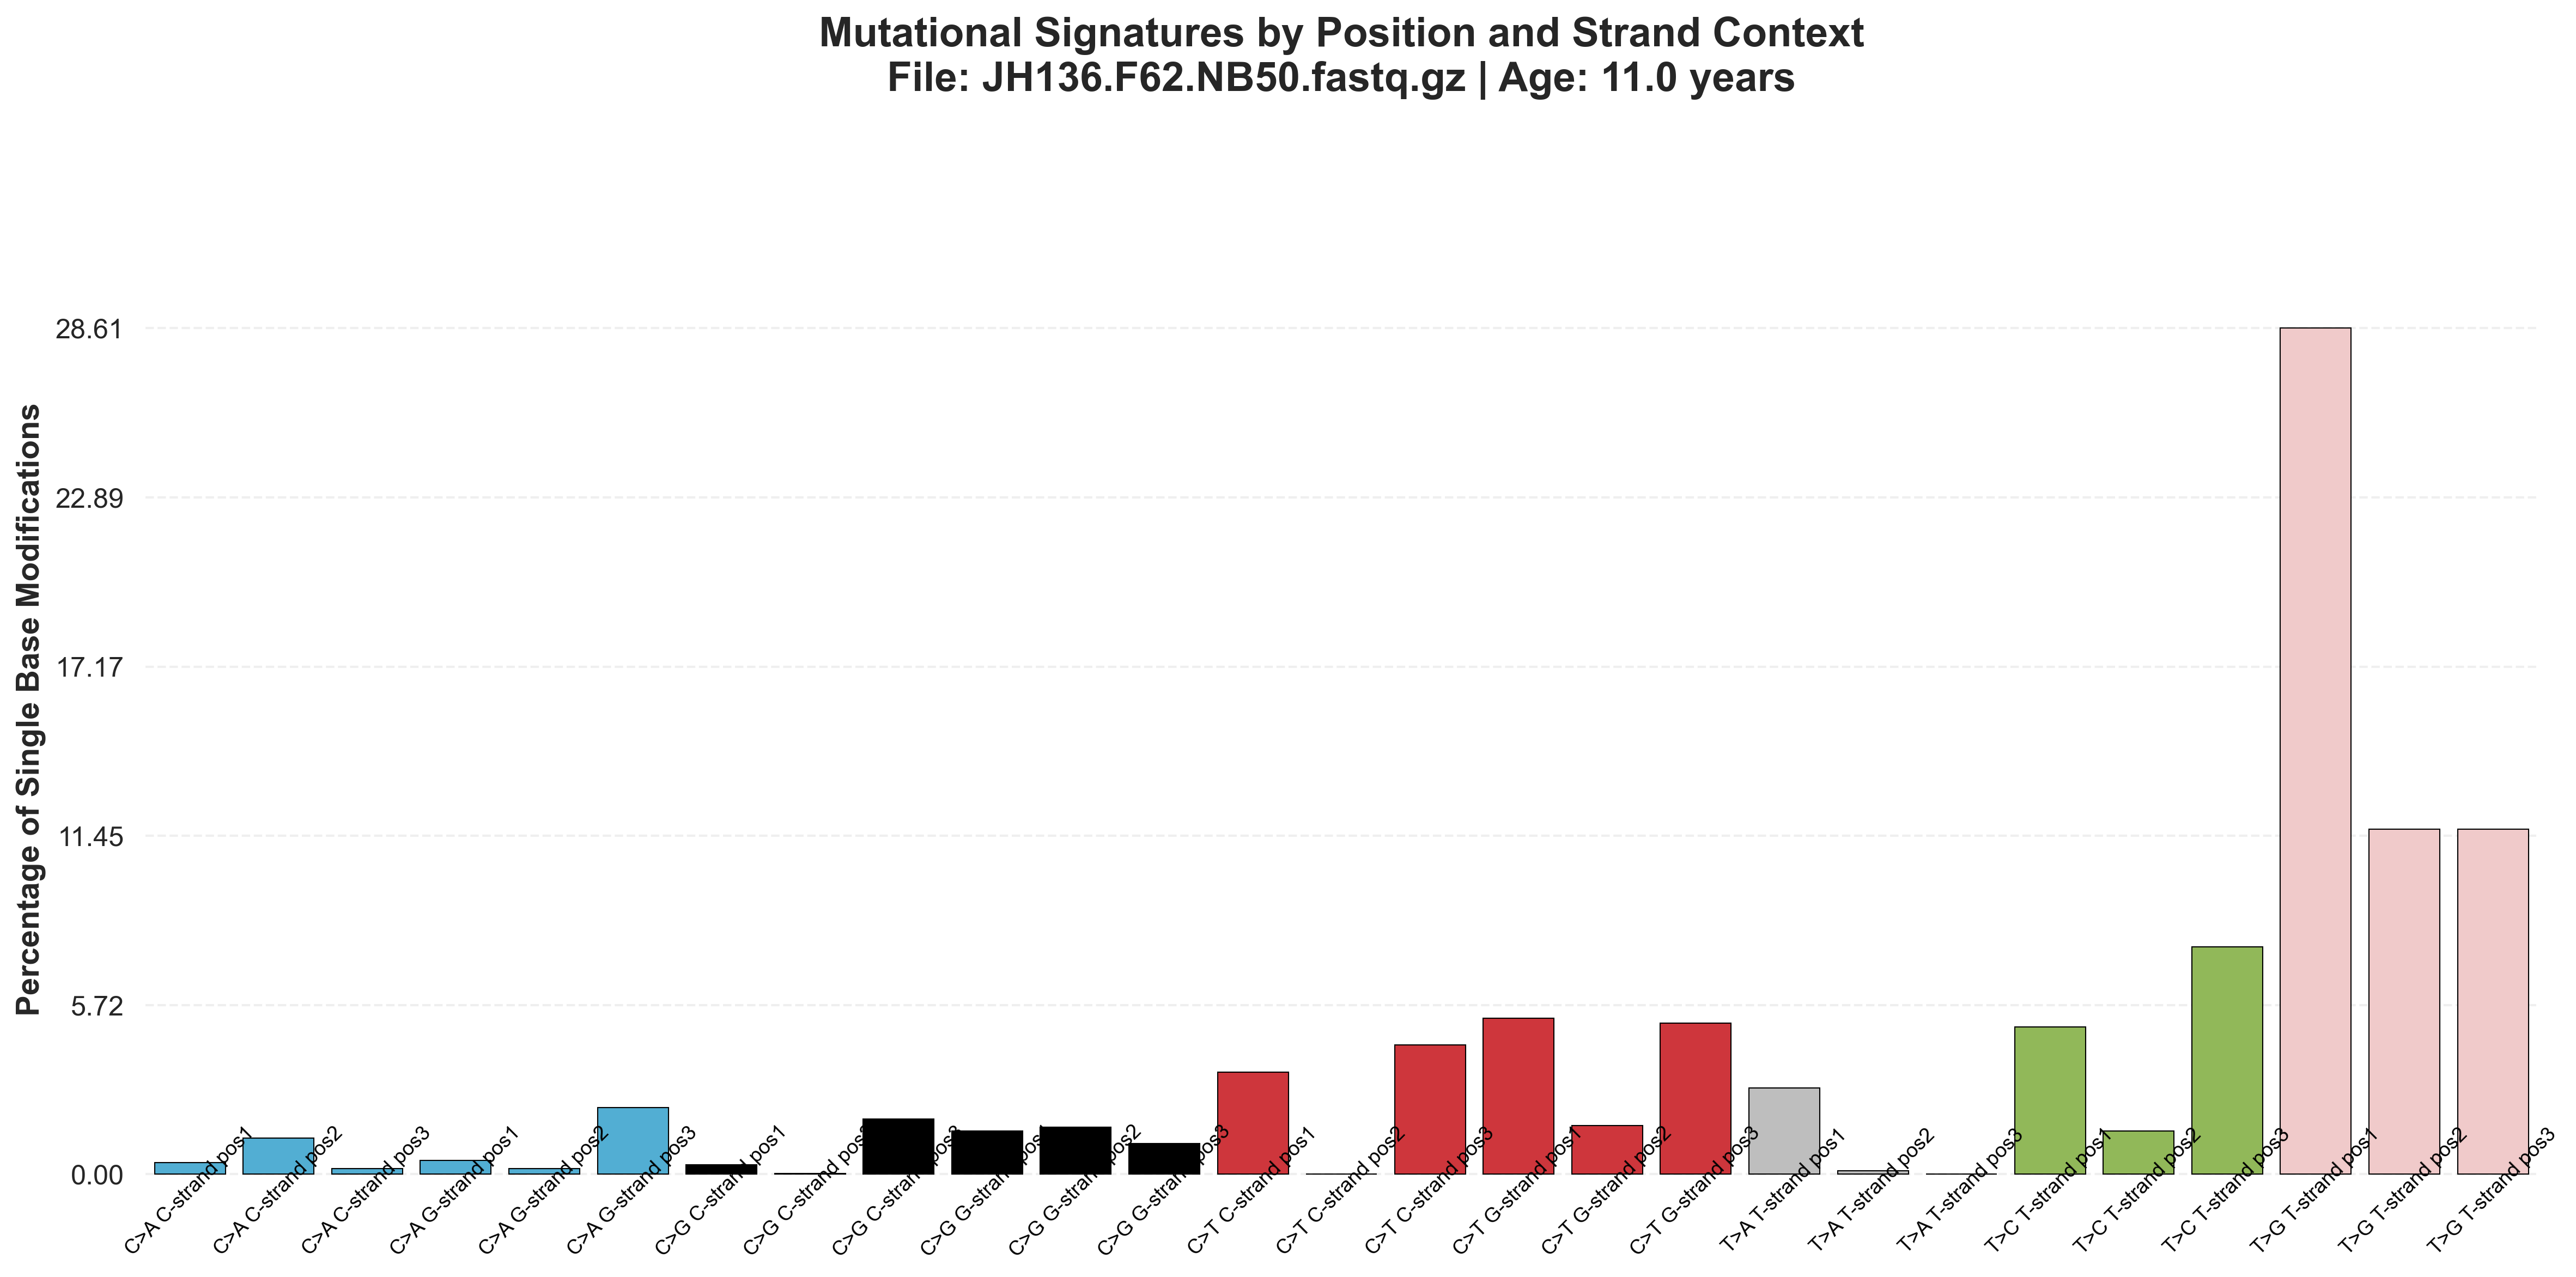 Mutational Signatures by Position and Strand Context
File: JH136.F62.NB50.fastq.gz | Age: 11.0 years
Percentage of Single Base Modifications
28.61
22.89
17.17
11.45
5.72
0.00
C>A C-strand pos1
C>A C-strand pos2
C>A C-strand pos3
C>A G-strand pos1
C>A G-strand pos2
C>A G-strand pos3
C>G C-strand pos1
C>G C-strand pos2
C>G C-strand pos3
C>G G-strand pos1
C>G G-strand pos2
C>G G-strand pos3
C>T C-strand pos1
C>T C-strand pos2
C>T C-strand pos3
C>T G-strand pos1
C>T G-strand pos2
C>T G-strand pos3
T>A T-strand pos1
T>A T-strand pos2
T>A T-strand pos3
T>C T-strand pos1
T>C T-strand pos2
T>C T-strand pos3
T>G T-strand pos1
T>G T-strand pos2
T>G T-strand pos3